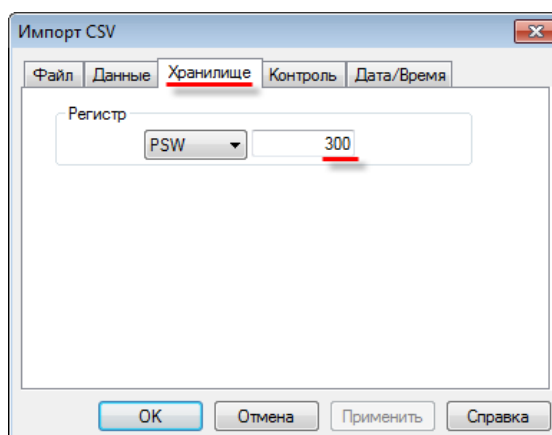 Импорт CSV
Файл Данные Хранилище Контроль Дата/Время
Регистр
PSW 300
OK Отмена Применить Справка